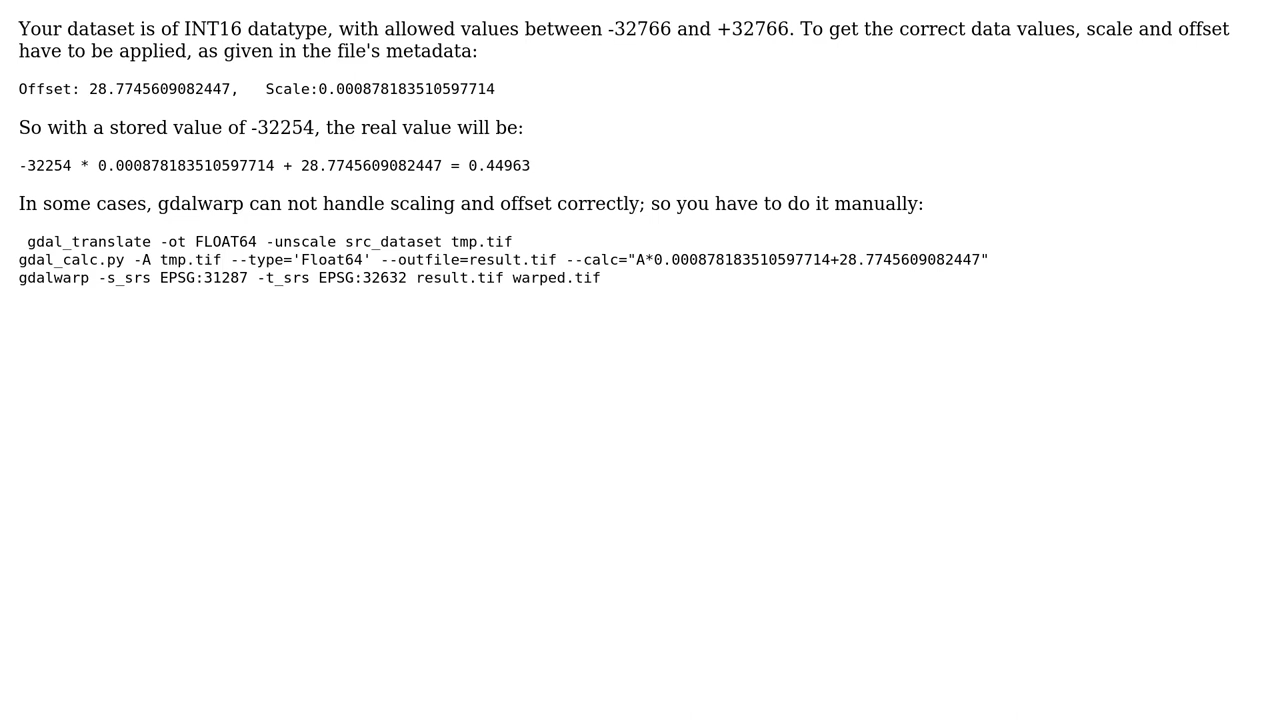 Your dataset is of INT16 datatype, with allowed values between -32766 and +32766. To get the correct data values, scale and offset
have to be applied, as given in the file's metadata:
Offset: 28.7745609082447,   Scale:0.000878183510597714
So with a stored value of -32254, the real value will be:
-32254 * 0.000878183510597714 + 28.7745609082447 = 0.44963
In some cases, gdalwarp can not handle scaling and offset correctly; so you have to do it manually:
 gdal_translate -ot FLOAT64 -unscale src_dataset tmp.tif
gdal_calc.py -A tmp.tif --type='Float64' --outfile=result.tif --calc="A*0.000878183510597714+28.7745609082447"
gdalwarp -s_srs EPSG:31287 -t_srs EPSG:32632 result.tif warped.tif